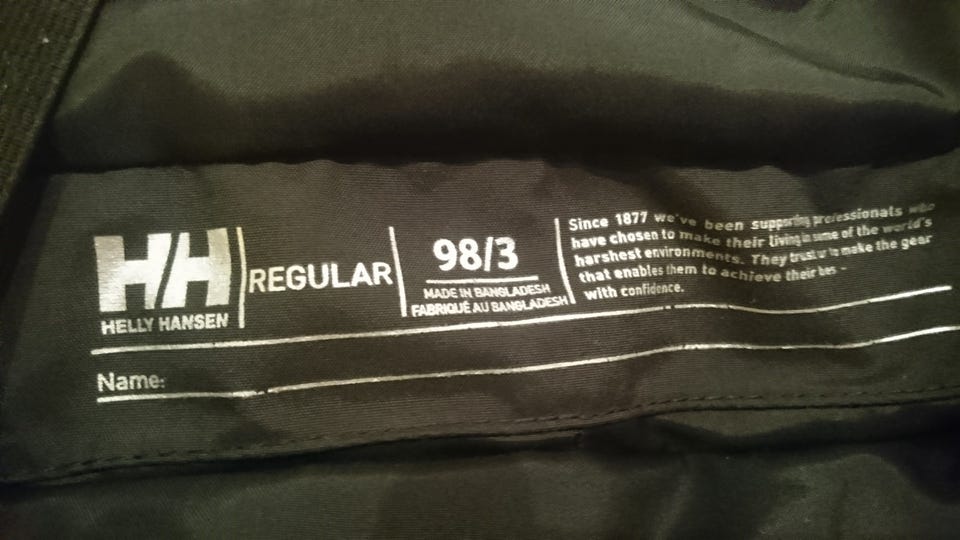 HH
HELLY HANSEN
REGULAR
98/3
MADE IN BANGLADESH
FABRIQUÉ AU BANGLADESH
Since 1877 we've been supporting professionals who
have chosen to make their living in some of the world's
harshest environments. They trust us to make the gear
that enables them to achieve their
with confidence.
Name: